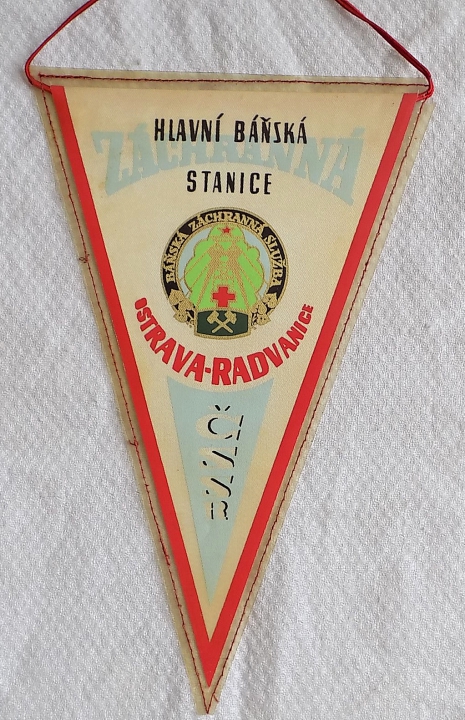 HLAVNÍ BÁŇSKÁ
ZÁCHRANNÁ
STANICE
BÁŇSKÁ ZÁCHRANNÁ SLUŽBA
OSTRAVA-RADVANICE